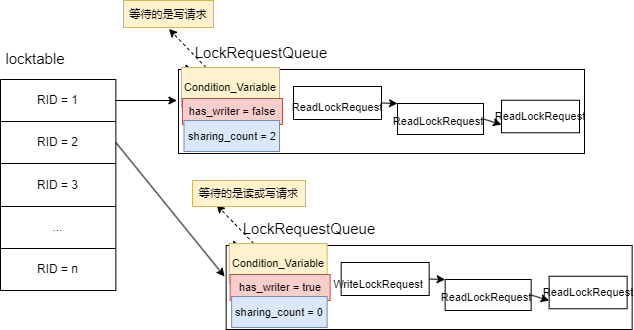 等待的是写请求
LockRequestQueue
locktable
Condition_Variable
RID = 1
has_writer = false
ReadLockRequest
ReadLockRequest
ReadLockRequest
sharing_count = 2
RID = 2
RID = 3
等待的是读或写请求
...
LockRequestQueue
Condition_Variable
RID = n
has_writer = true
WriteLockRequest
ReadLockRequest
ReadLockRequest
sharing_count = 0